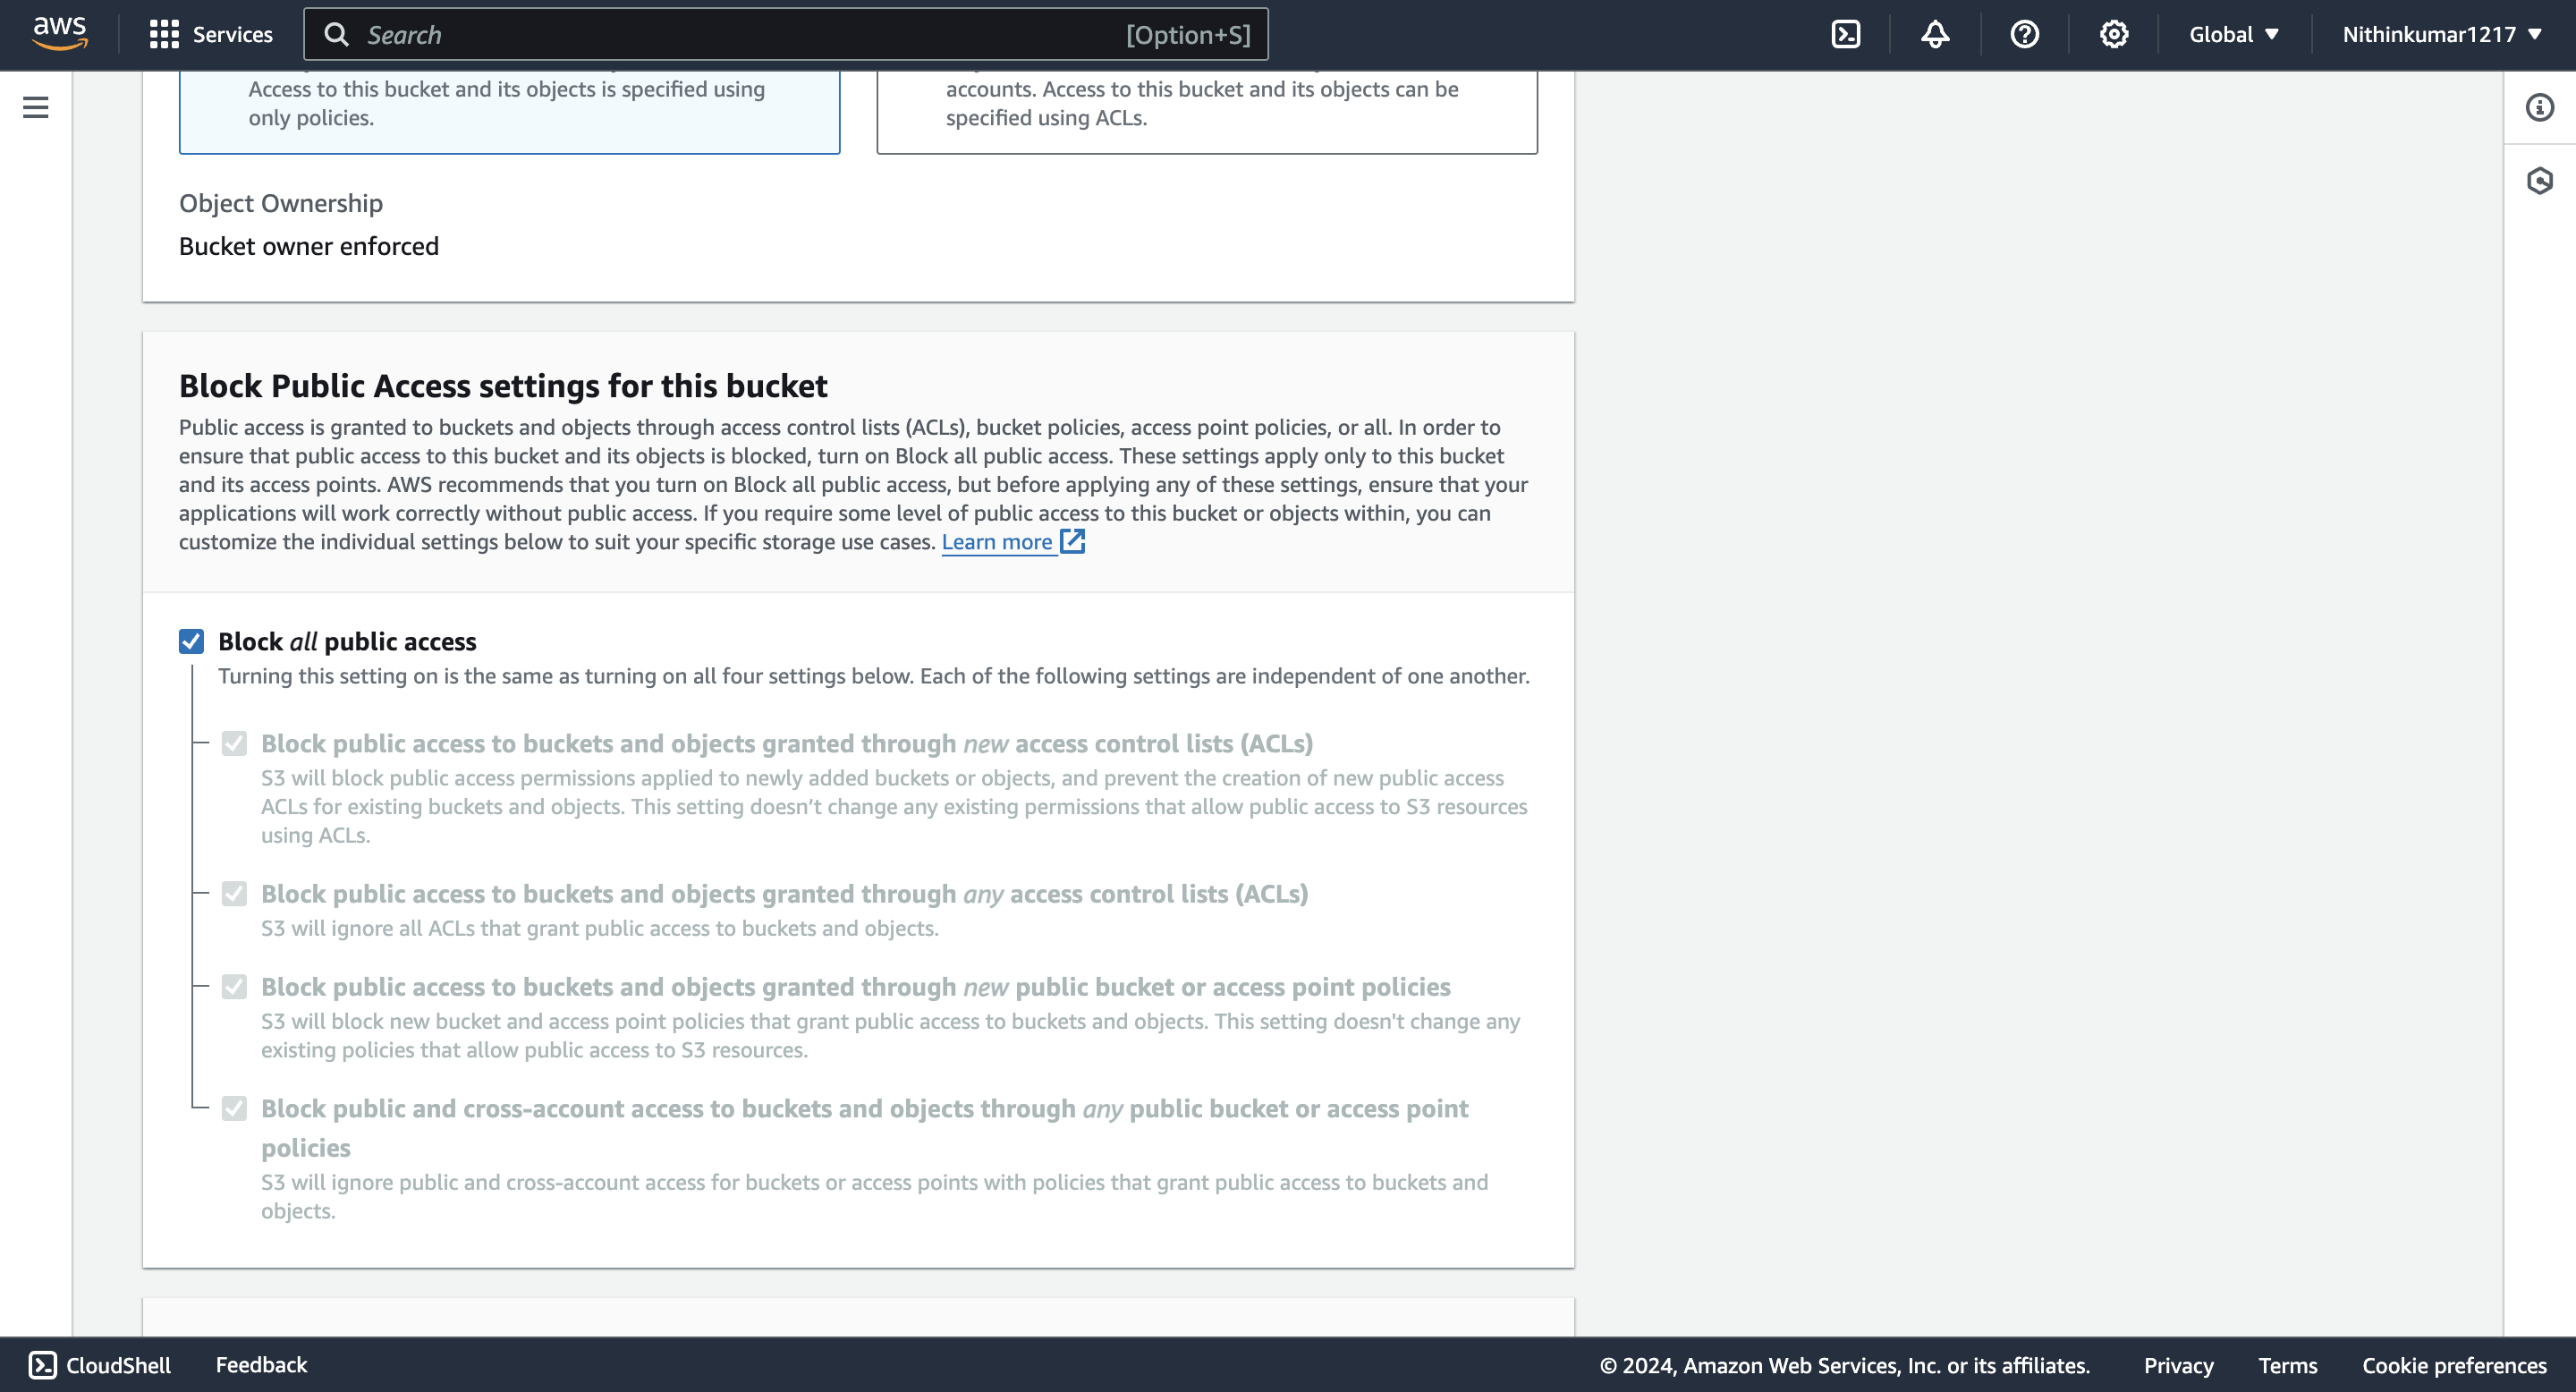 aws
Services
Search
[Option+S]
Global
Nithinkumar1217
Access to this bucket and its objects is specified using
only policies.
accounts. Access to this bucket and its objects can be
specified using ACLs.
Object Ownership
Bucket owner enforced
Block Public Access settings for this bucket
Public access is granted to buckets and objects through access control lists (ACLs), bucket policies, access point policies, or all. In order to
ensure that public access to this bucket and its objects is blocked, turn on Block all public access. These settings apply only to this bucket
and its access points. AWS recommends that you turn on Block all public access, but before applying any of these settings, ensure that your
applications will work correctly without public access. If you require some level of public access to this bucket or objects within, you can
customize the individual settings below to suit your specific storage use cases. Learn more
Block all public access
Turning this setting on is the same as turning on all four settings below. Each of the following settings are independent of one another.
Block public access to buckets and objects granted through new access control lists (ACLs)
S3 will block public access permissions applied to newly added buckets or objects, and prevent the creation of new public access
ACLs for existing buckets and objects. This setting doesn’t change any existing permissions that allow public access to S3 resources
using ACLs.
Block public access to buckets and objects granted through any access control lists (ACLs)
S3 will ignore all ACLs that grant public access to buckets and objects.
Block public access to buckets and objects granted through new public bucket or access point policies
S3 will block new bucket and access point policies that grant public access to buckets and objects. This setting doesn't change any
existing policies that allow public access to S3 resources.
Block public and cross-account access to buckets and objects through any public bucket or access point
policies
S3 will ignore public and cross-account access for buckets or access points with policies that grant public access to buckets and
objects.
CloudShell
Feedback
© 2024, Amazon Web Services, Inc. or its affiliates.
Privacy
Terms
Cookie preferences